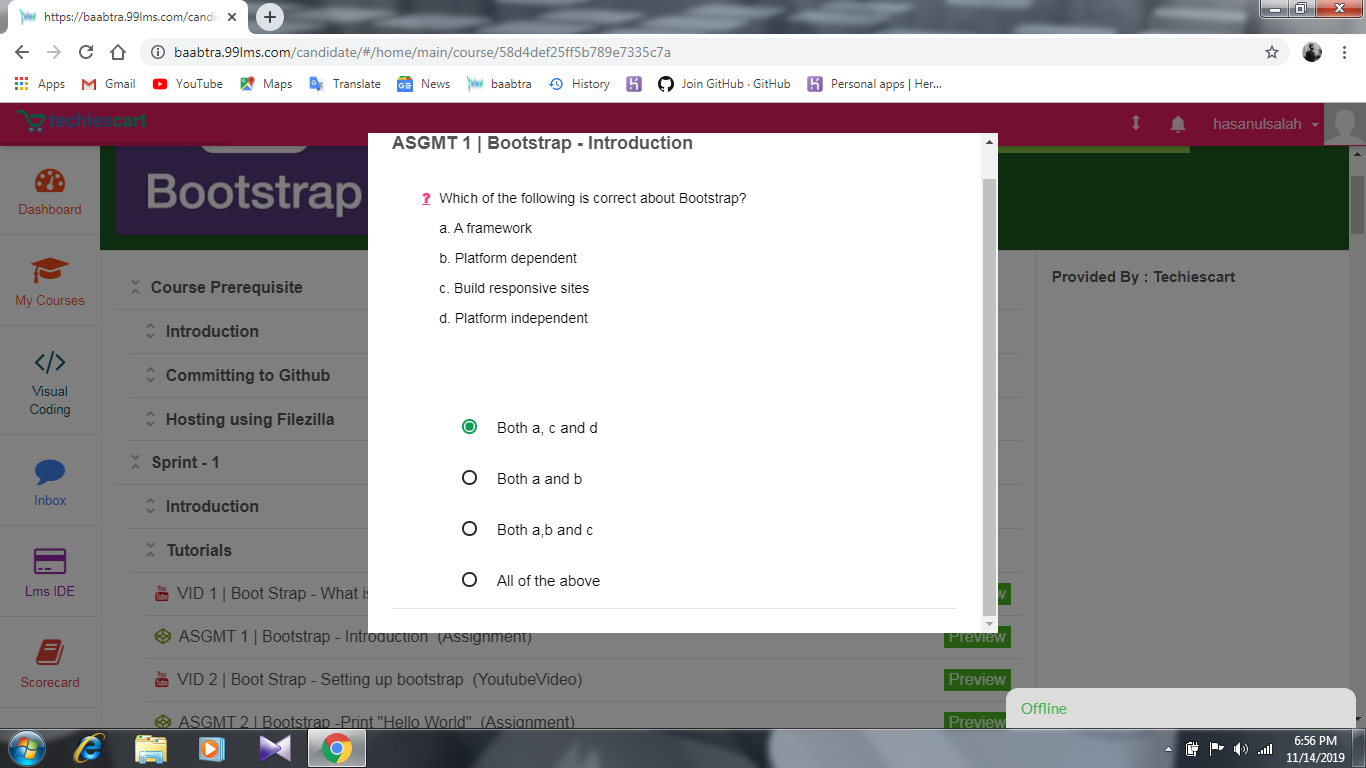 https://baabtra.99lms.com/candi
baabtra.99lms.com/candidate/#/home/main/course/58d4def25ff5b789e7335c7a
Apps Gmail YouTube Maps Translate News baabtra History Join GitHub · GitHub Personal apps | Her...
techiescart
hasanulsalah
Bootstrap
Dashboard
My Courses
Visual
Coding
Inbox
Lms IDE
Scorecard
Course Prerequisite
Introduction
Committing to Github
Hosting using Filezilla
Sprint - 1
Introduction
Tutorials
VID 1 | Boot Strap - What is
ASGMT 1 | Bootstrap - Introduction (Assignment) Preview
VID 2 | Boot Strap - Setting up bootstrap (YoutubeVideo) Preview
ASGMT 2 | Bootstrap -Print "Hello World" (Assignment) Preview
ASGMT 1 | Bootstrap - Introduction
? Which of the following is correct about Bootstrap?
a. A framework
b. Platform dependent
c. Build responsive sites
d. Platform independent
Both a, c and d
Both a and b
Both a,b and c
All of the above
Provided By : Techiescart
Offline
6:56 PM
11/14/2019